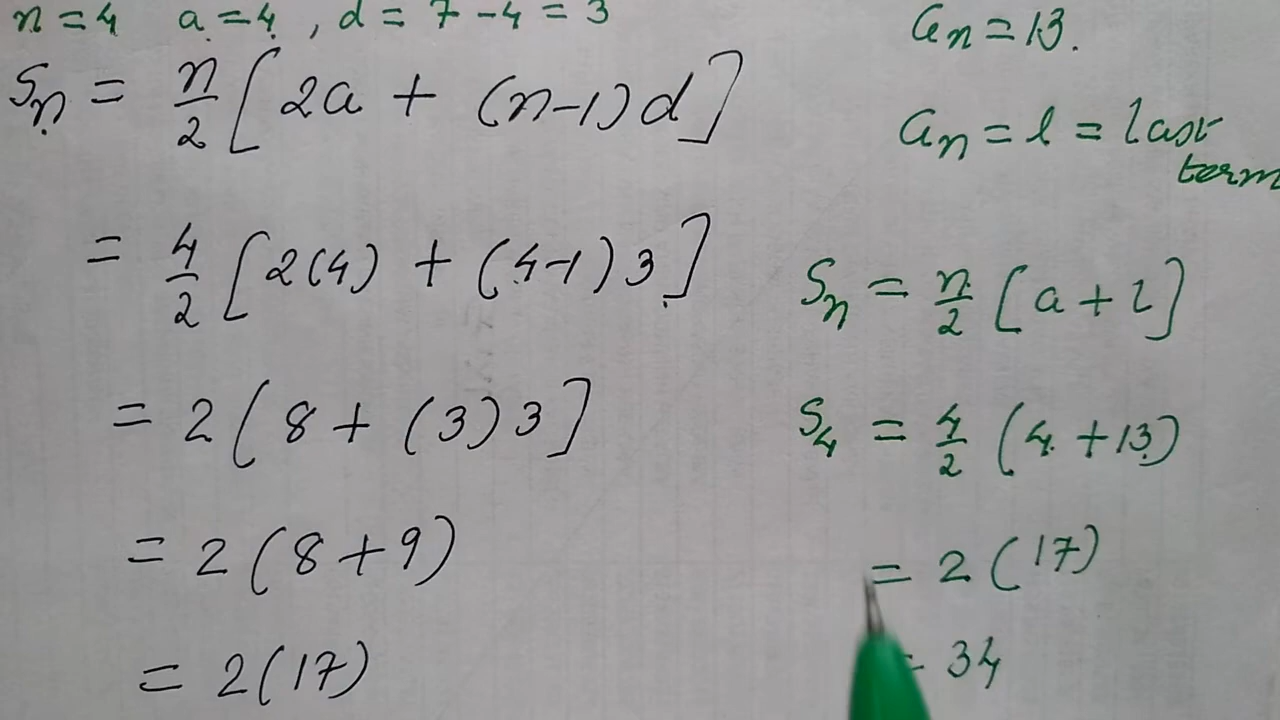 n = 4 a = 4, d = 7 - 4 = 3
Sₙ = n/2 [2a + (n-1)d]
= 4/2 [2(4) + (4-1)3]
= 2(8 + (3)3]
= 2(8+9)
= 2(17)
aₙ = 13.
aₙ = l = last
term
Sₙ = n/2 [a + l]
S₄ = 4/2 (4 + 13)
= 2(17)
= 34